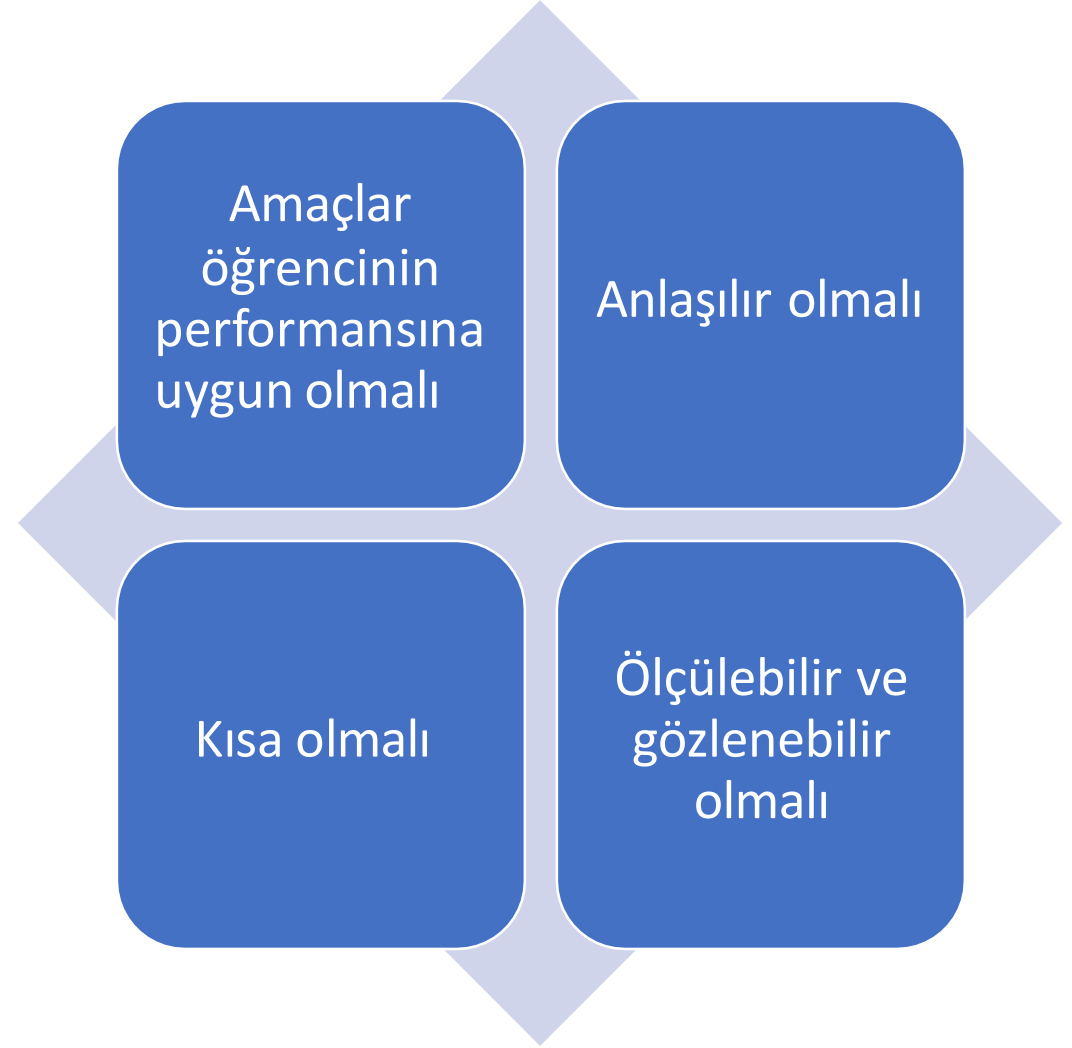 Amaçlar
öğrencinin
performansına
uygun olmalı
Anlaşılır olmalı
Kısa olmalı
Ölçülebilir ve
gözlenebilir
olmalı